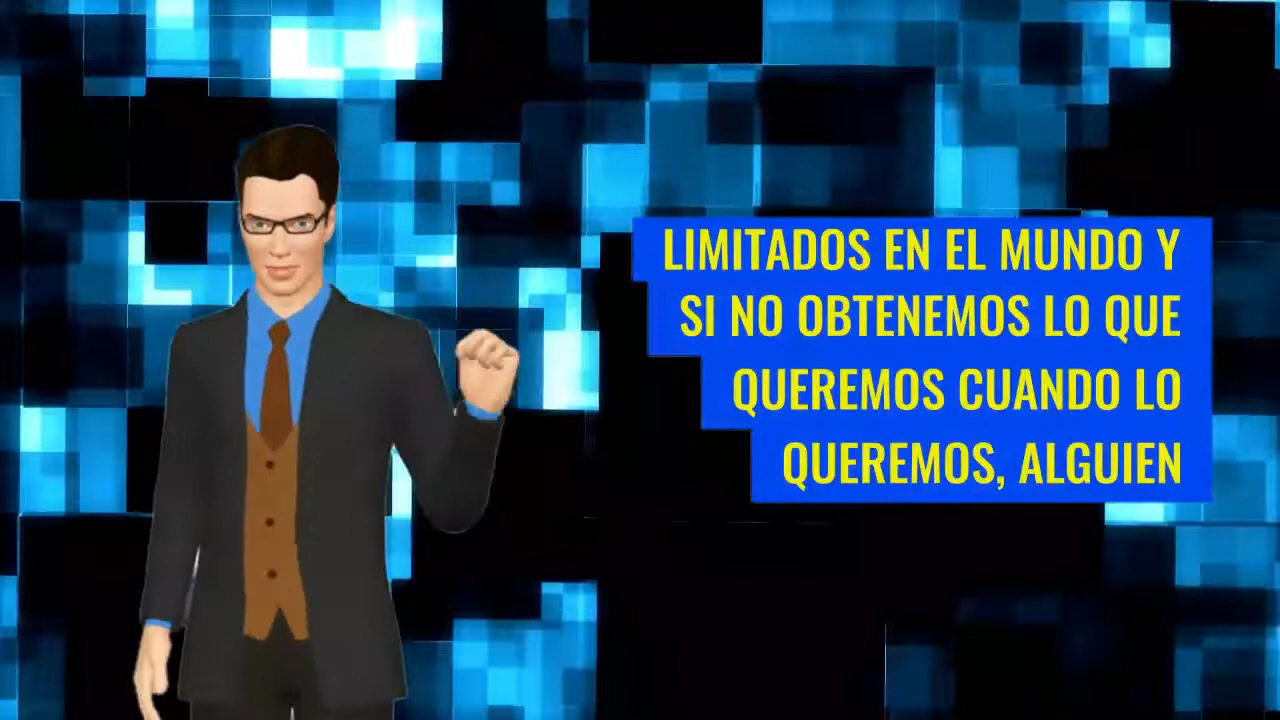 LIMITADOS EN EL MUNDO Y
SI NO OBTENEMOS LO QUE
QUEREMOS CUANDO LO
QUEREMOS, ALGUIEN